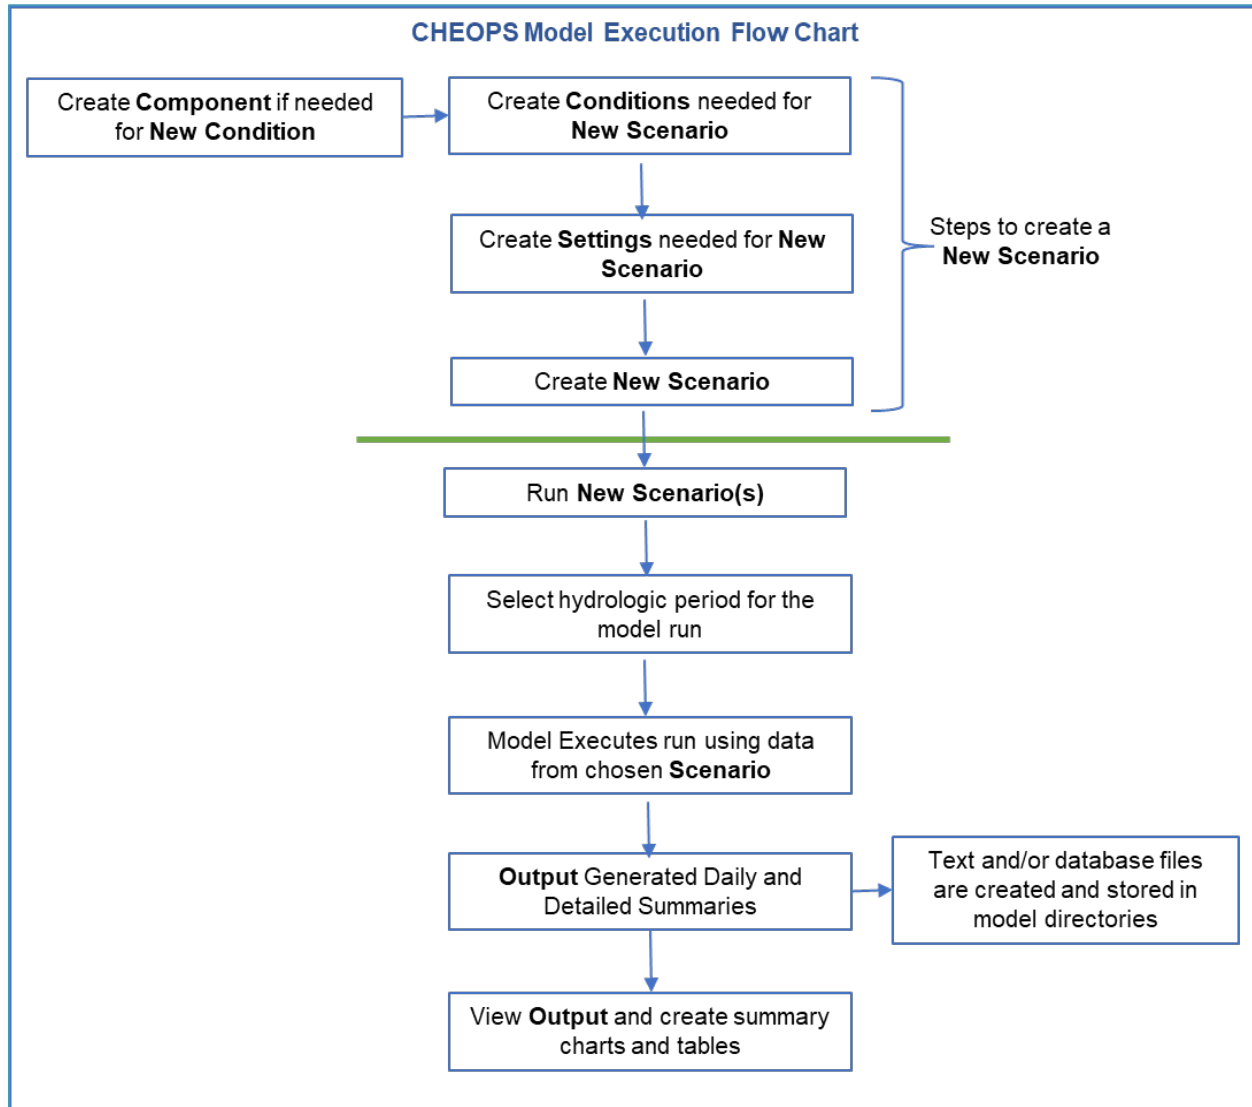 CHEOPS Model Execution Flow Chart
Create Component if needed
for New Condition
Create Conditions needed for
New Scenario
Create Settings needed for New
Scenario
Steps to create a
New Scenario
Create New Scenario
Run New Scenario(s)
Select hydrologic period for the
model run
Model Executes run using data
from chosen Scenario
Output Generated Daily and
Detailed Summaries
Text and/or database files
are created and stored in
model directories
View Output and create summary
charts and tables